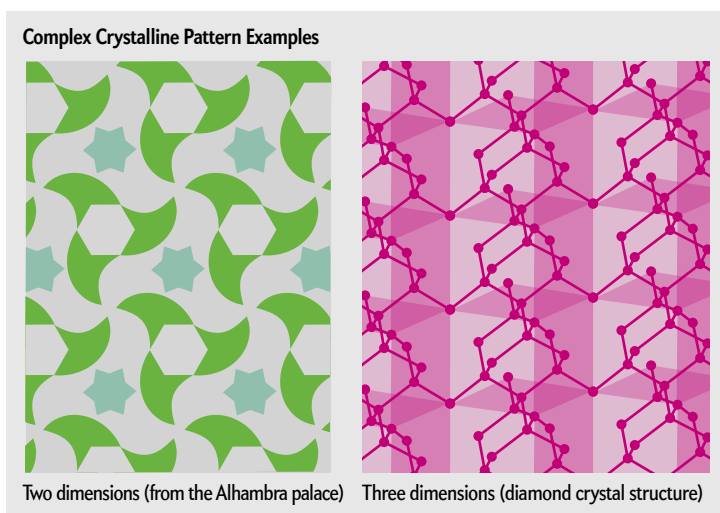 Complex Crystalline Pattern Examples
Two dimensions (from the Alhambra palace)
Three dimensions (diamond crystal structure)